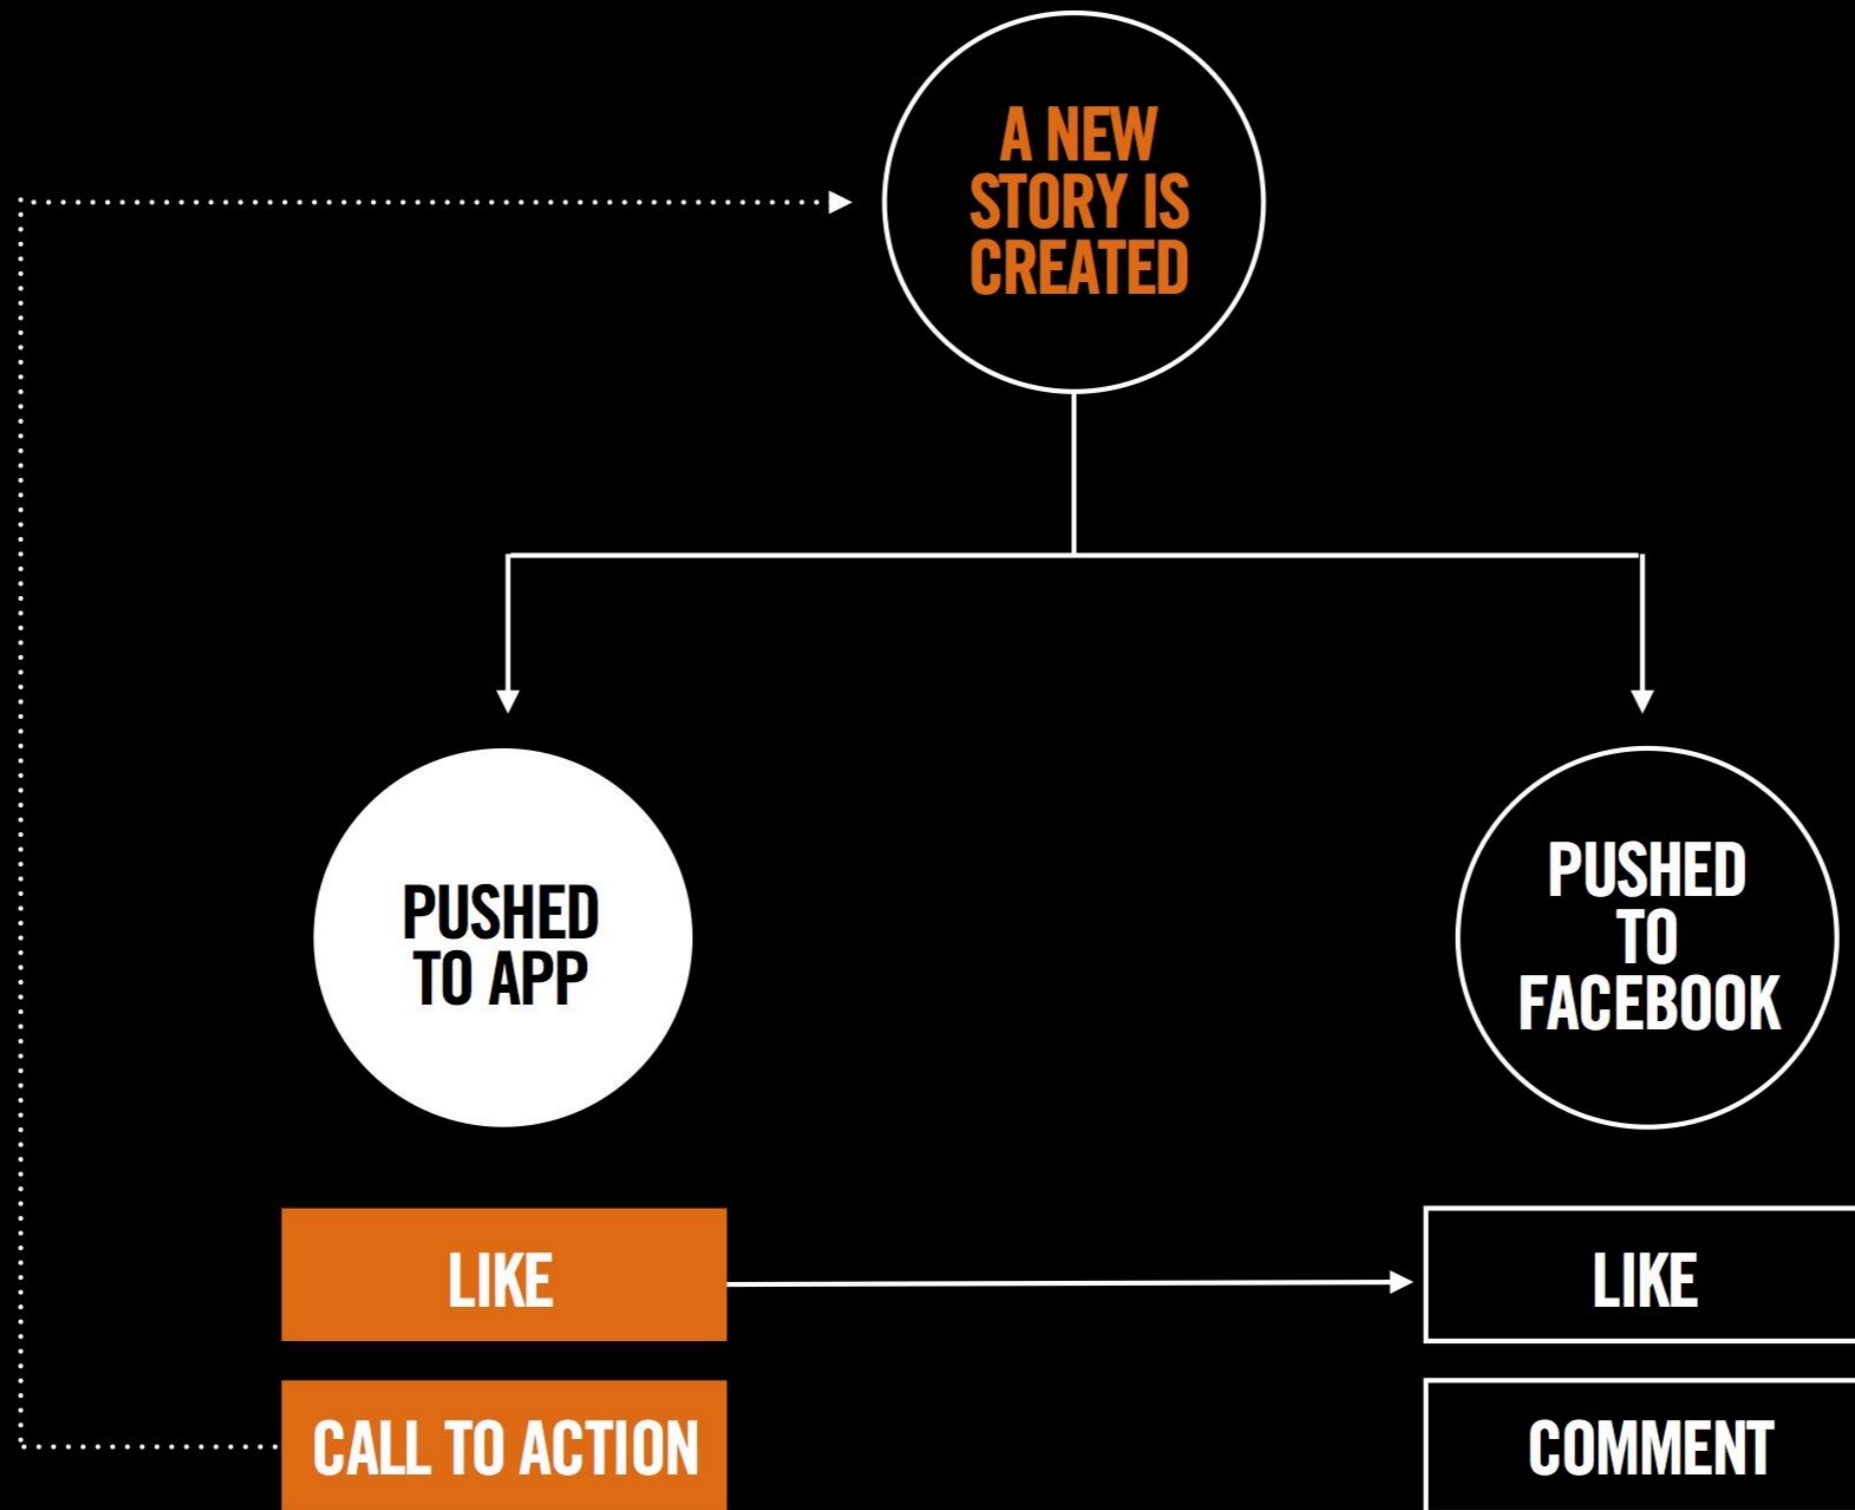 A NEW
STORY IS
CREATED
PUSHED
TO APP
PUSHED
TO
FACEBOOK
LIKE
LIKE
CALL TO ACTION
COMMENT